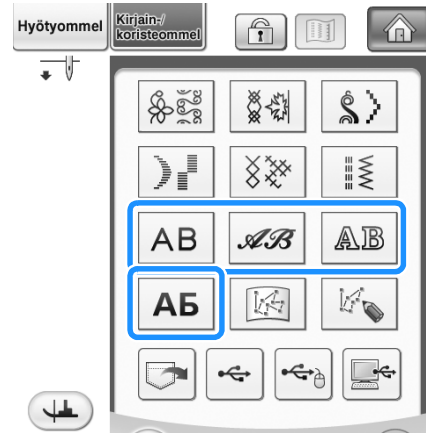 Hyötyommel
Kirjain-/
koristeommel
AB
AB
AB
АБ